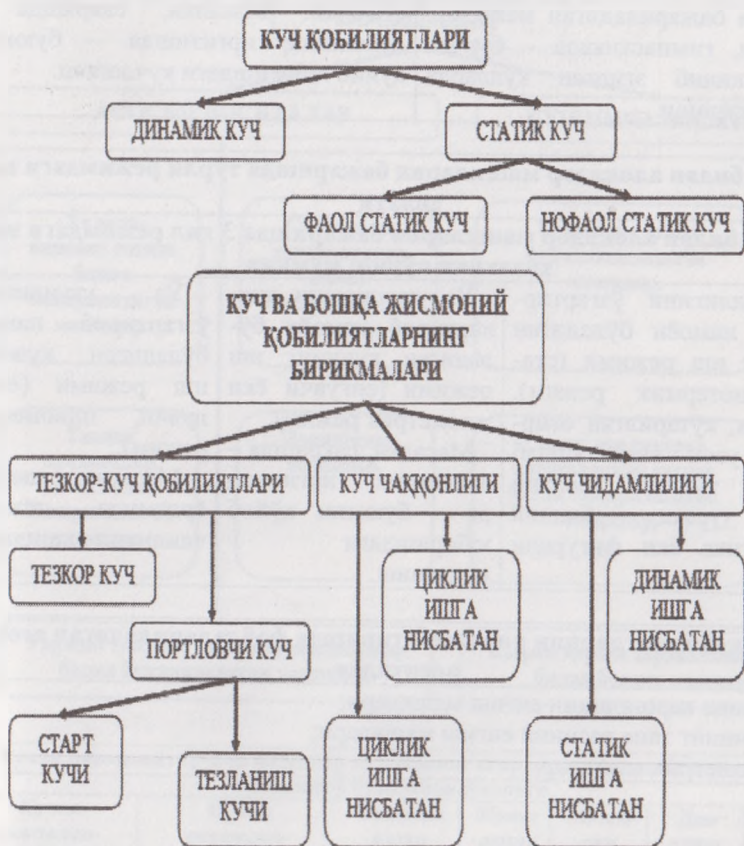 КУЧ ҚОБИЛИЯТЛАРИ
ДИНАМИК КУЧ
СТАТИК КУЧ
ФАОЛ СТАТИК КУЧ
НОФАОЛ СТАТИК КУЧ
КУЧ ВА БОШҚА ЖИСМОНИЙ
ҚОБИЛИЯТЛАРНИНГ
БИРИҚМАЛАРИ
ТЕЗКОР-КУЧ ҚОБИЛИЯТЛАРИ
КУЧ ЧАҚҚОНЛИГИ
КУЧ ЧИДАМЛИЛИГИ
ТЕЗКОР КУЧ
ЦИКЛИК
ИШГА
НИСБАТАН
ДИНАМИК
ИШГА
НИСБАТАН
ПОРТЛОВЧИ КУЧ
СТАРТ
КУЧИ
ТЕЗЛАНИШ
КУЧИ
ЦИКЛИК
ИШГА
НИСБАТАН
СТАТИК
ИШГА
НИСБАТАН